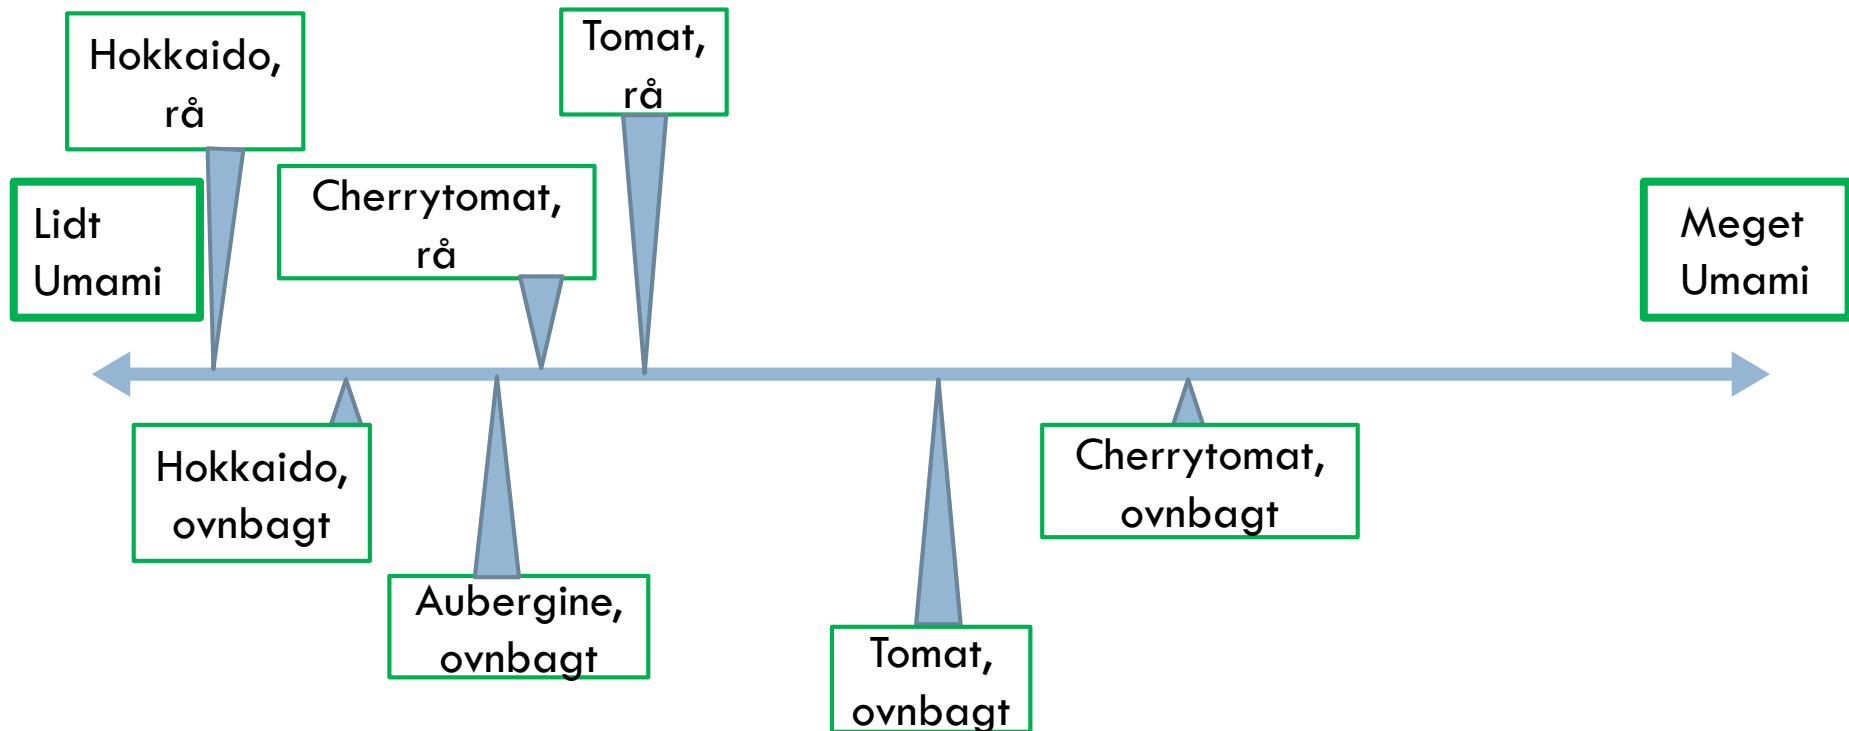 Hokkaido,
rå
Tomat,
rå
Cherrytomat,
rå
Lidt
Umami
Meget
Umami
Hokkaido,
ovnbagt
Cherrytomat,
ovnbagt
Aubergine,
ovnbagt
Tomat,
ovnbagt